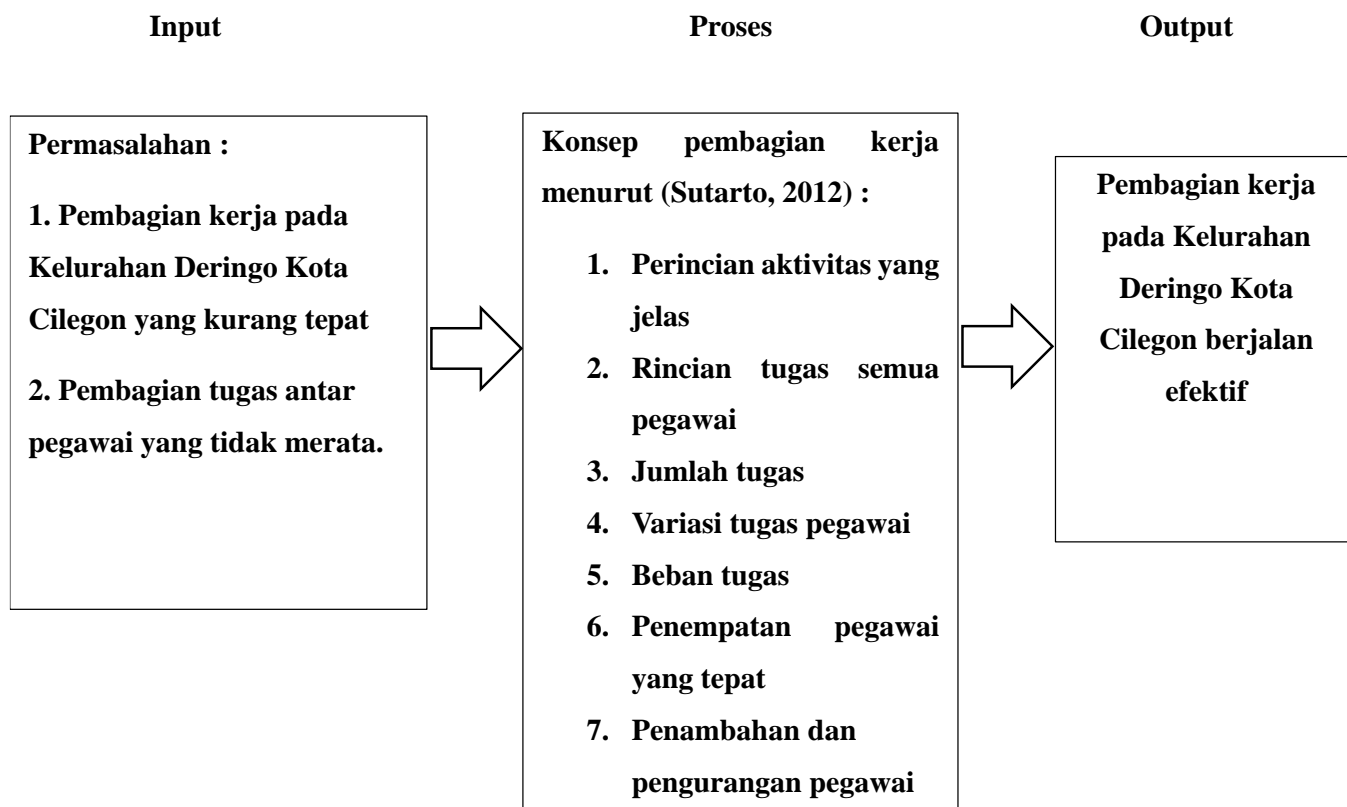 Input
Proses
Output
Permasalahan :
1. Pembagian kerja pada
Kelurahan Deringo Kota
Cilegon yang kurang tepat
2. Pembagian tugas antar
pegawai yang tidak merata.
Konsep pembagian kerja
menurut (Sutarto, 2012) :
1. Perincian aktivitas yang
jelas
2. Rincian tugas semua
pegawai
3. Jumlah tugas
4. Variasi tugas pegawai
5. Beban tugas
6. Penempatan pegawai
yang tepat
7. Penambahan dan
pengurangan pegawai
Pembagian kerja
pada Kelurahan
Deringo Kota
Cilegon berjalan
efektif